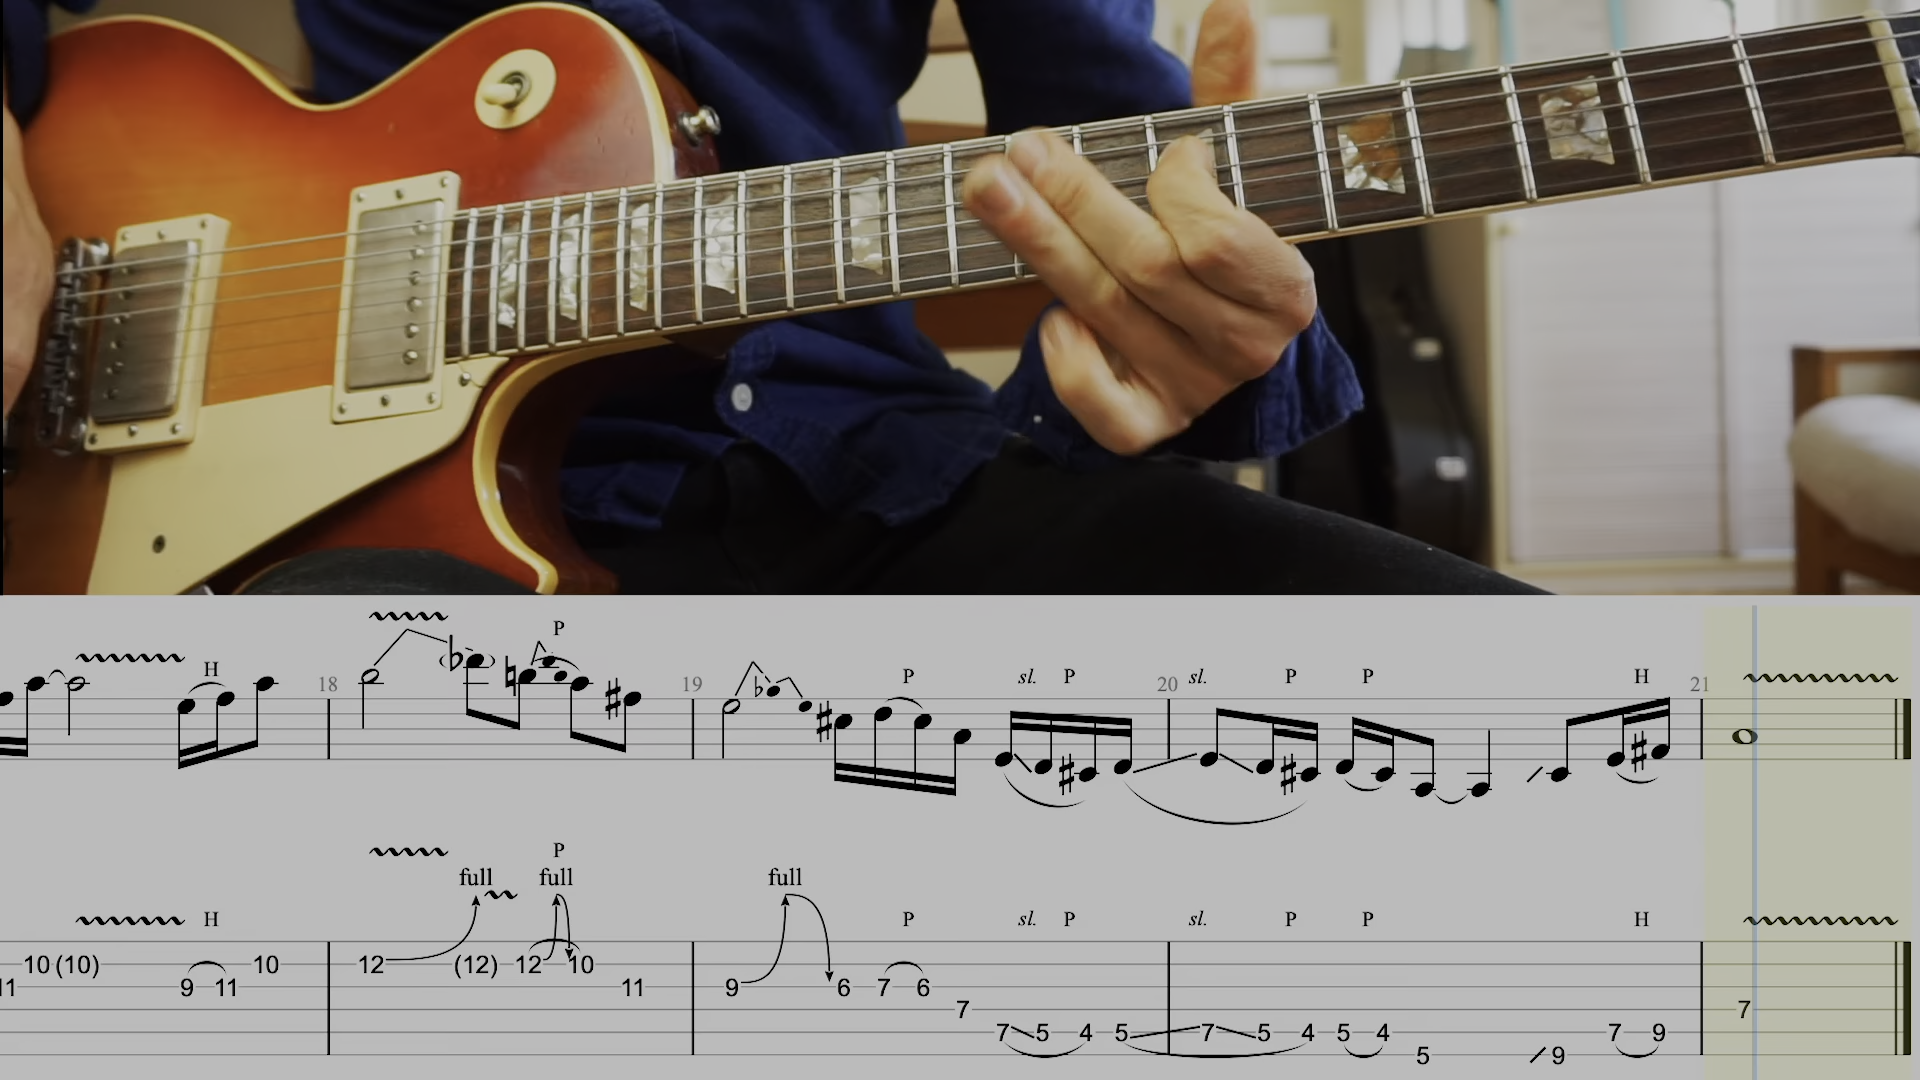 H
P
18
P
sl. P
19
sl. P P
20
H
21
P
full full
full
H
P
sl. P
sl. P P
H
10 (10) 10
12 (12) 12 10
11
9 11
11
9 6 7 6
7
7
7 5 4 5
7 5 4 5 4
7 9
5
9